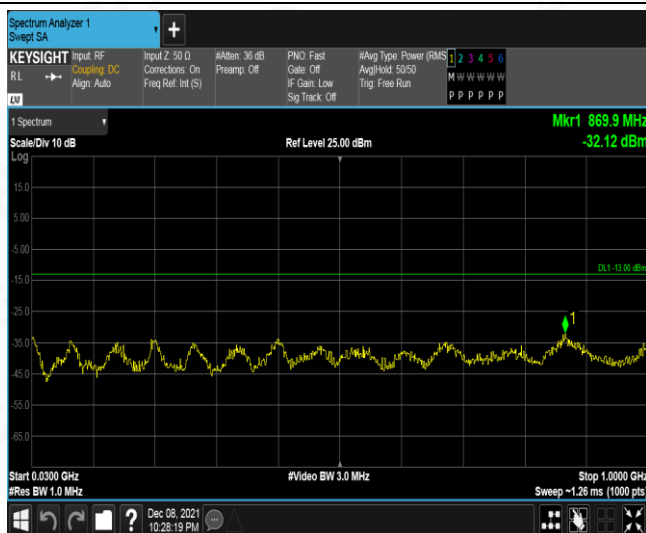 Spectrum Analyzer 1
Swept SA
+
KEYSIGHT Input: RF Input Z: 50 Ω #Atten: 36 dB PNO: Fast #Avg Type: Power (RMS 1 2 3 4 5 6
RL Coupling: DC Corrections: On Preamp: Off Gate: Off Avg|Hold: 50/50 M W W W W W
Align: Auto Freq Ref: Int (S) IF Gain: Low Trig: Free Run
LXI Sig Track: Off P P P P P P
1 Spectrum Mkr1 869.9 MHz
Scale/Div 10 dB Ref Level 25.00 dBm -32.12 dBm
Log
15.0
5.00
-5.00
DL1 -13.00 dBm
-15.0
-25.0
1
-35.0
-45.0
-55.0
-65.0
Start 0.0300 GHz #Video BW 3.0 MHz Stop 1.0000 GHz
#Res BW 1.0 MHz Sweep ~1.26 ms (1000 pts)
? Dec 08, 2021
10:28:19 PM